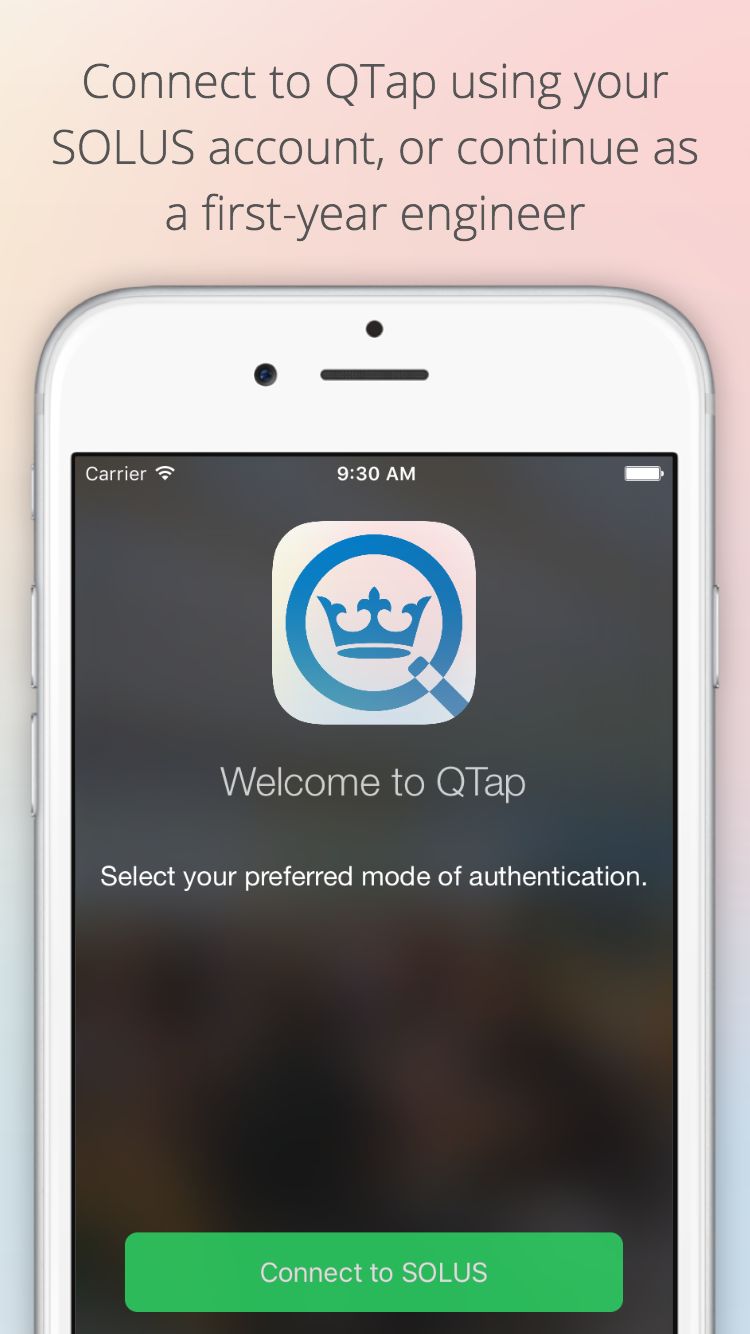 Connect to QTap using your
SOLUS account, or continue as
a first-year engineer
Carrier 9:30 AM
Welcome to QTap
Select your preferred mode of authentication.
Connect to SOLUS